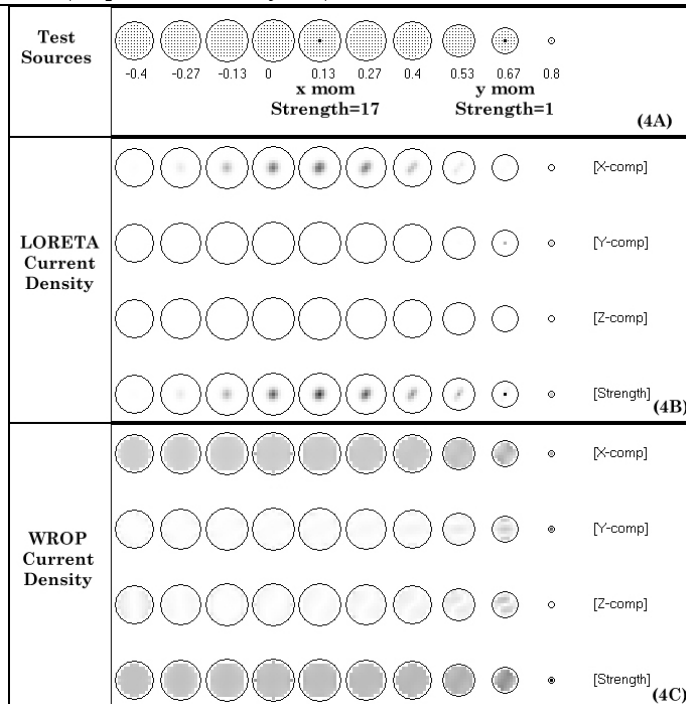 Test
Sources
-0.4 -0.27 -0.13 0 0.13 0.27 0.4 0.53 0.67 0.8
x mom y mom
Strength=17 Strength=1
(4A)
[X-comp]
LORETA
Current
Density
[Y-comp]
[Z-comp]
[Strength]
(4B)
[X-comp]
WROP
Current
Density
[Y-comp]
[Z-comp]
[Strength]
(4C)